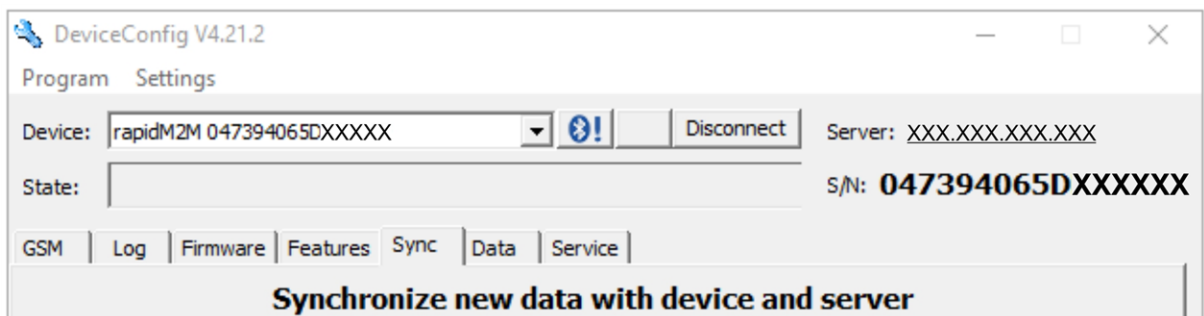 DeviceConfig V4.21.2
Program Settings
Device: rapidM2M 047394065DXXXXX Disconnect Server: XXX.XXX.XXX.XXX
State: S/N: 047394065DXXXXXX
GSM Log Firmware Features Sync Data Service
Synchronize new data with device and server